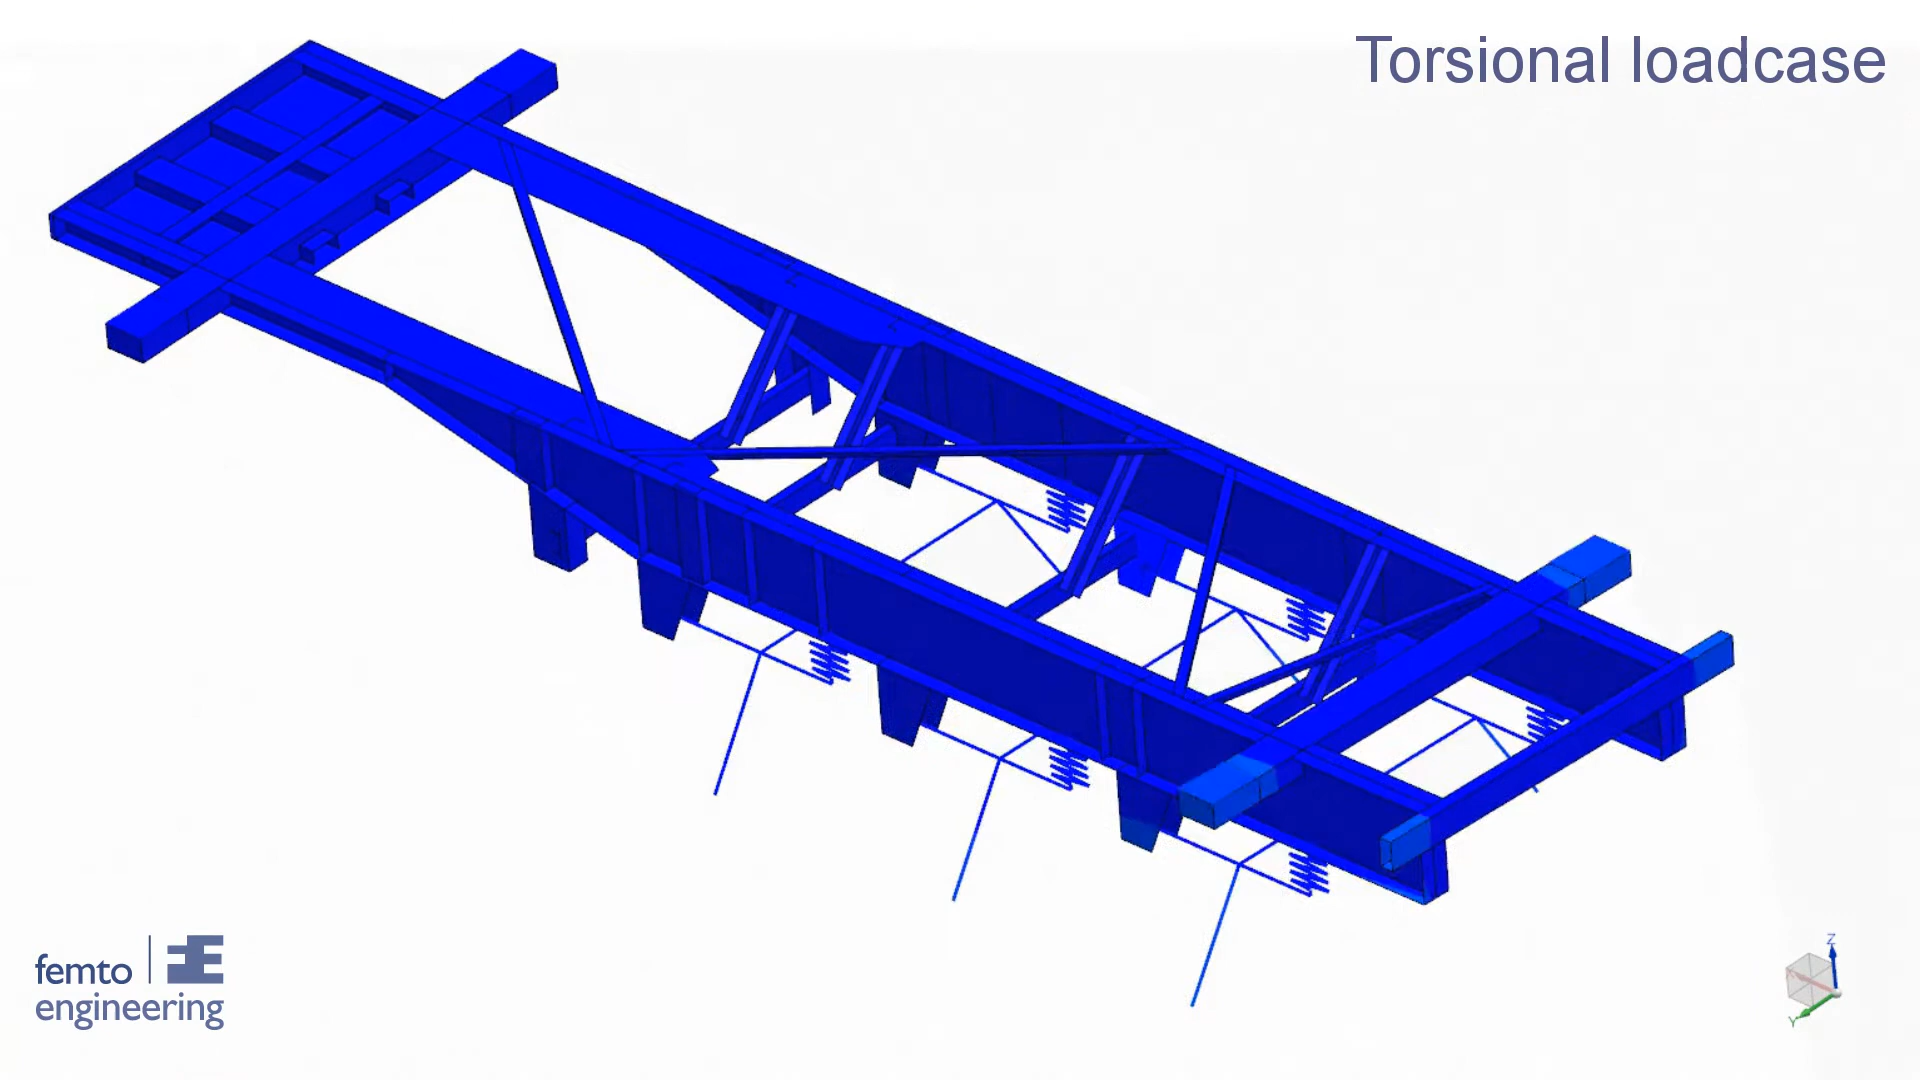 Torsional loadcase
femto
engineering
Z
Y